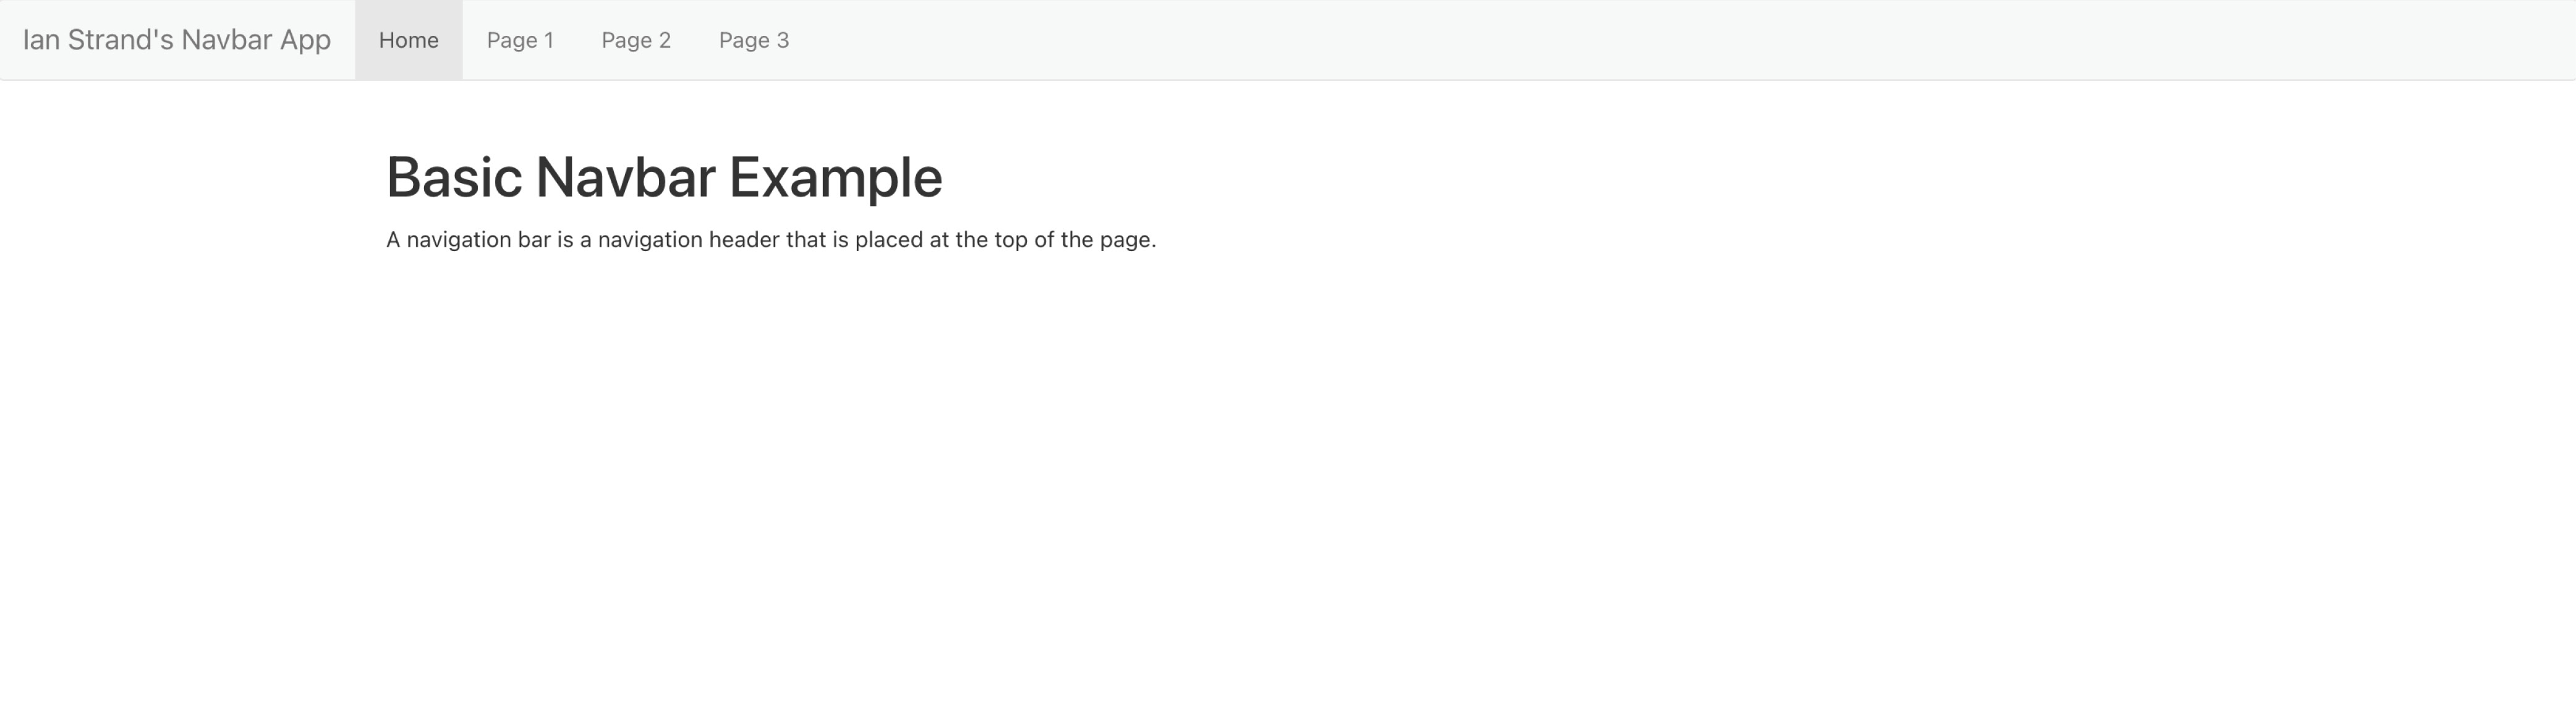 Ian Strand's Navbar App Home Page 1 Page 2 Page 3
Basic Navbar Example
A navigation bar is a navigation header that is placed at the top of the page.